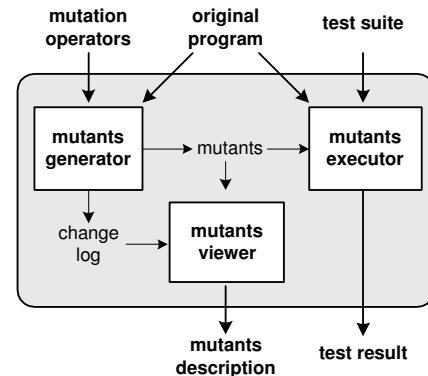 mutation
operators
original
program
test suite
mutants
generator
mutants
mutants
executor
change
log
mutants
viewer
mutants
description
test result